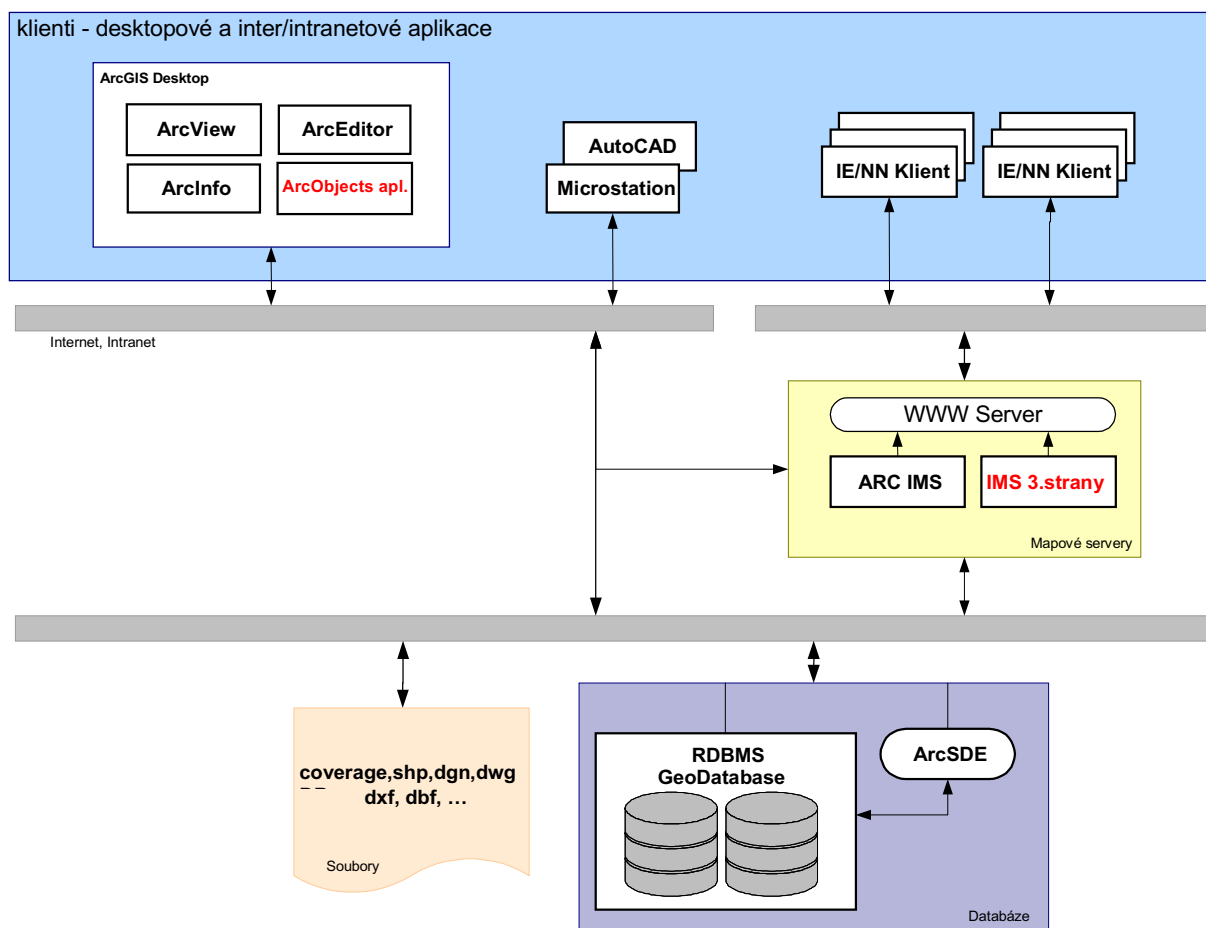 klienti - desktopové a inter/intranetové aplikace
ArcGIS Desktop
ArcView
ArcEditor
ArcInfo
ArcObjects apl.
AutoCAD
Microstation
IE/NN Klient
IE/NN Klient
Internet, Intranet
WWW Server
ARC IMS
IMS 3.strany
Mapové servery
coverage,shp,dgn,dwg
dxf, dbf, …
Soubory
RDBMS
GeoDatabase
ArcSDE
Databáze